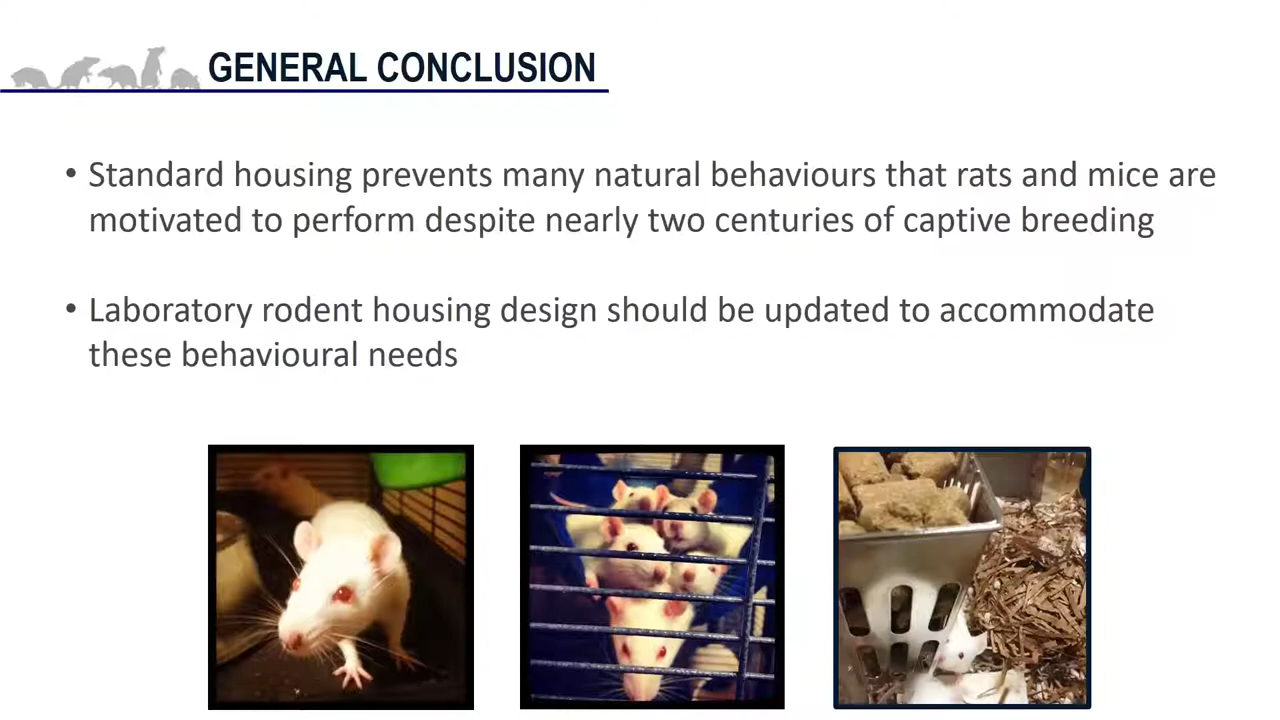 GENERAL CONCLUSION
• Standard housing prevents many natural behaviours that rats and mice are
motivated to perform despite nearly two centuries of captive breeding
• Laboratory rodent housing design should be updated to accommodate
these behavioural needs